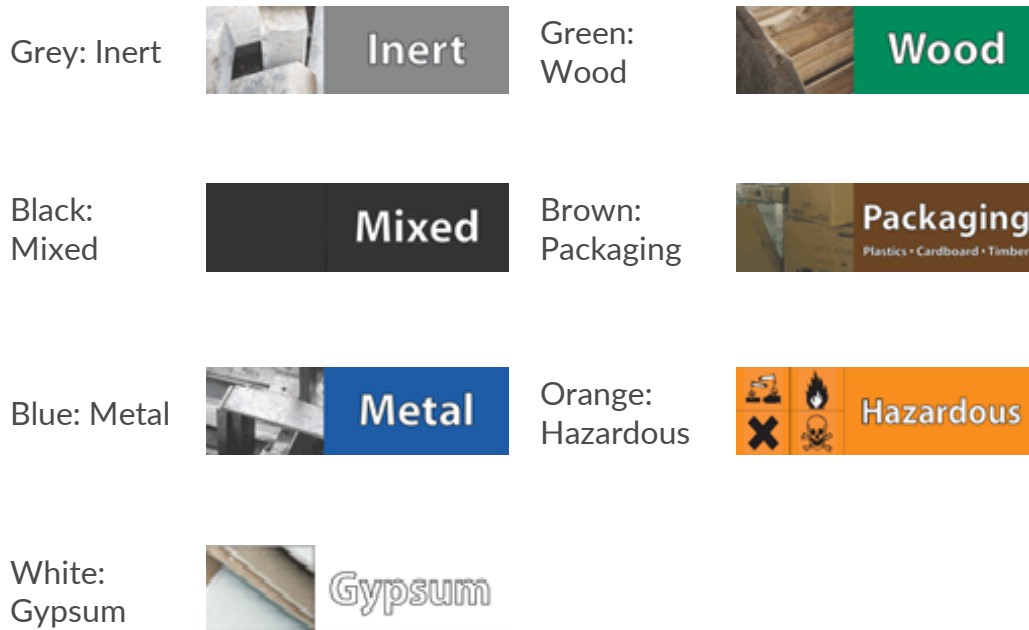 Grey: Inert
Inert
Green:
Wood
Wood
Black:
Mixed
Mixed
Brown:
Packaging
Packaging
Plastics • Cardboard • Timber
Blue: Metal
Metal
Orange:
Hazardous
Hazardous
White:
Gypsum
Gypsum